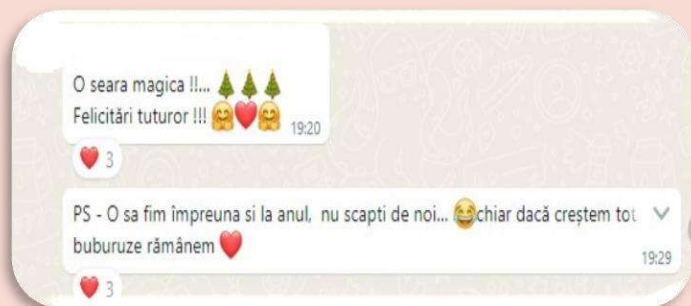 O seara magica !!... 🎄🎄🎄
Felicitări tuturor !!! 🤗❤️🤗
19:20
❤️ 3
PS - O sa fim împreuna si la anul, nu scapti de noi... 😂chiar dacă creștem tot
buburuze rămânem ❤️
19:29
❤️ 3